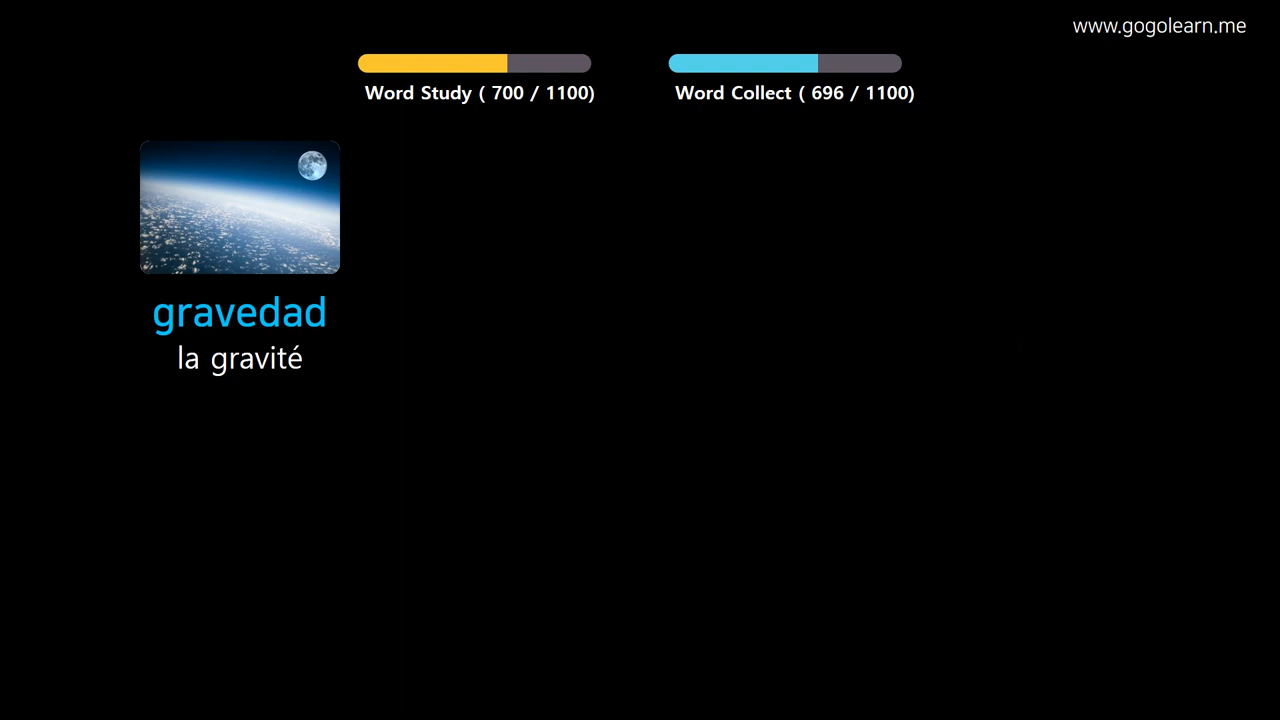 www.gogolearn.me
Word Study ( 700 / 1100)
Word Collect ( 696 / 1100)
gravedad
la gravité